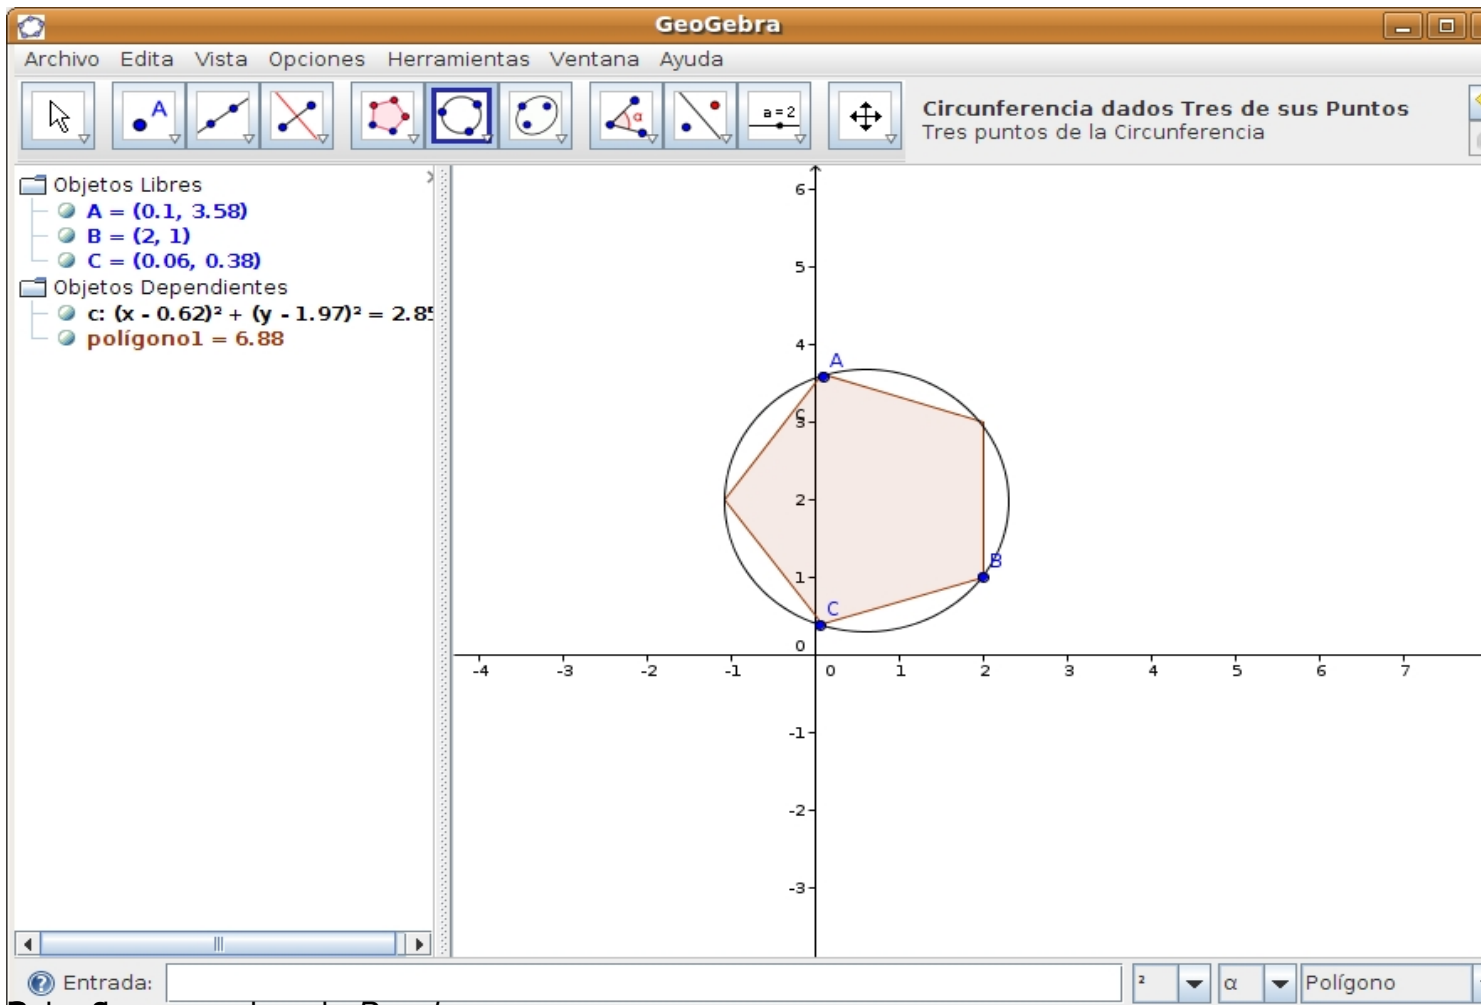 GeoGebra
Archivo Edita Vista Opciones Herramientas Ventana Ayuda
A α a=2
Circunferencia dados Tres de sus Puntos
Tres puntos de la Circunferencia
Objetos Libres
A = (0.1, 3.58)
B = (2, 1)
C = (0.06, 0.38)
Objetos Dependientes
c: (x - 0.62)² + (y - 1.97)² = 2.85
polígono1 = 6.88
6
5
4
A
c
3
2
B
1
C
0
-4 -3 -2 -1 0 1 2 3 4 5 6 7
-1
-2
-3
Entrada: ² α Polígono